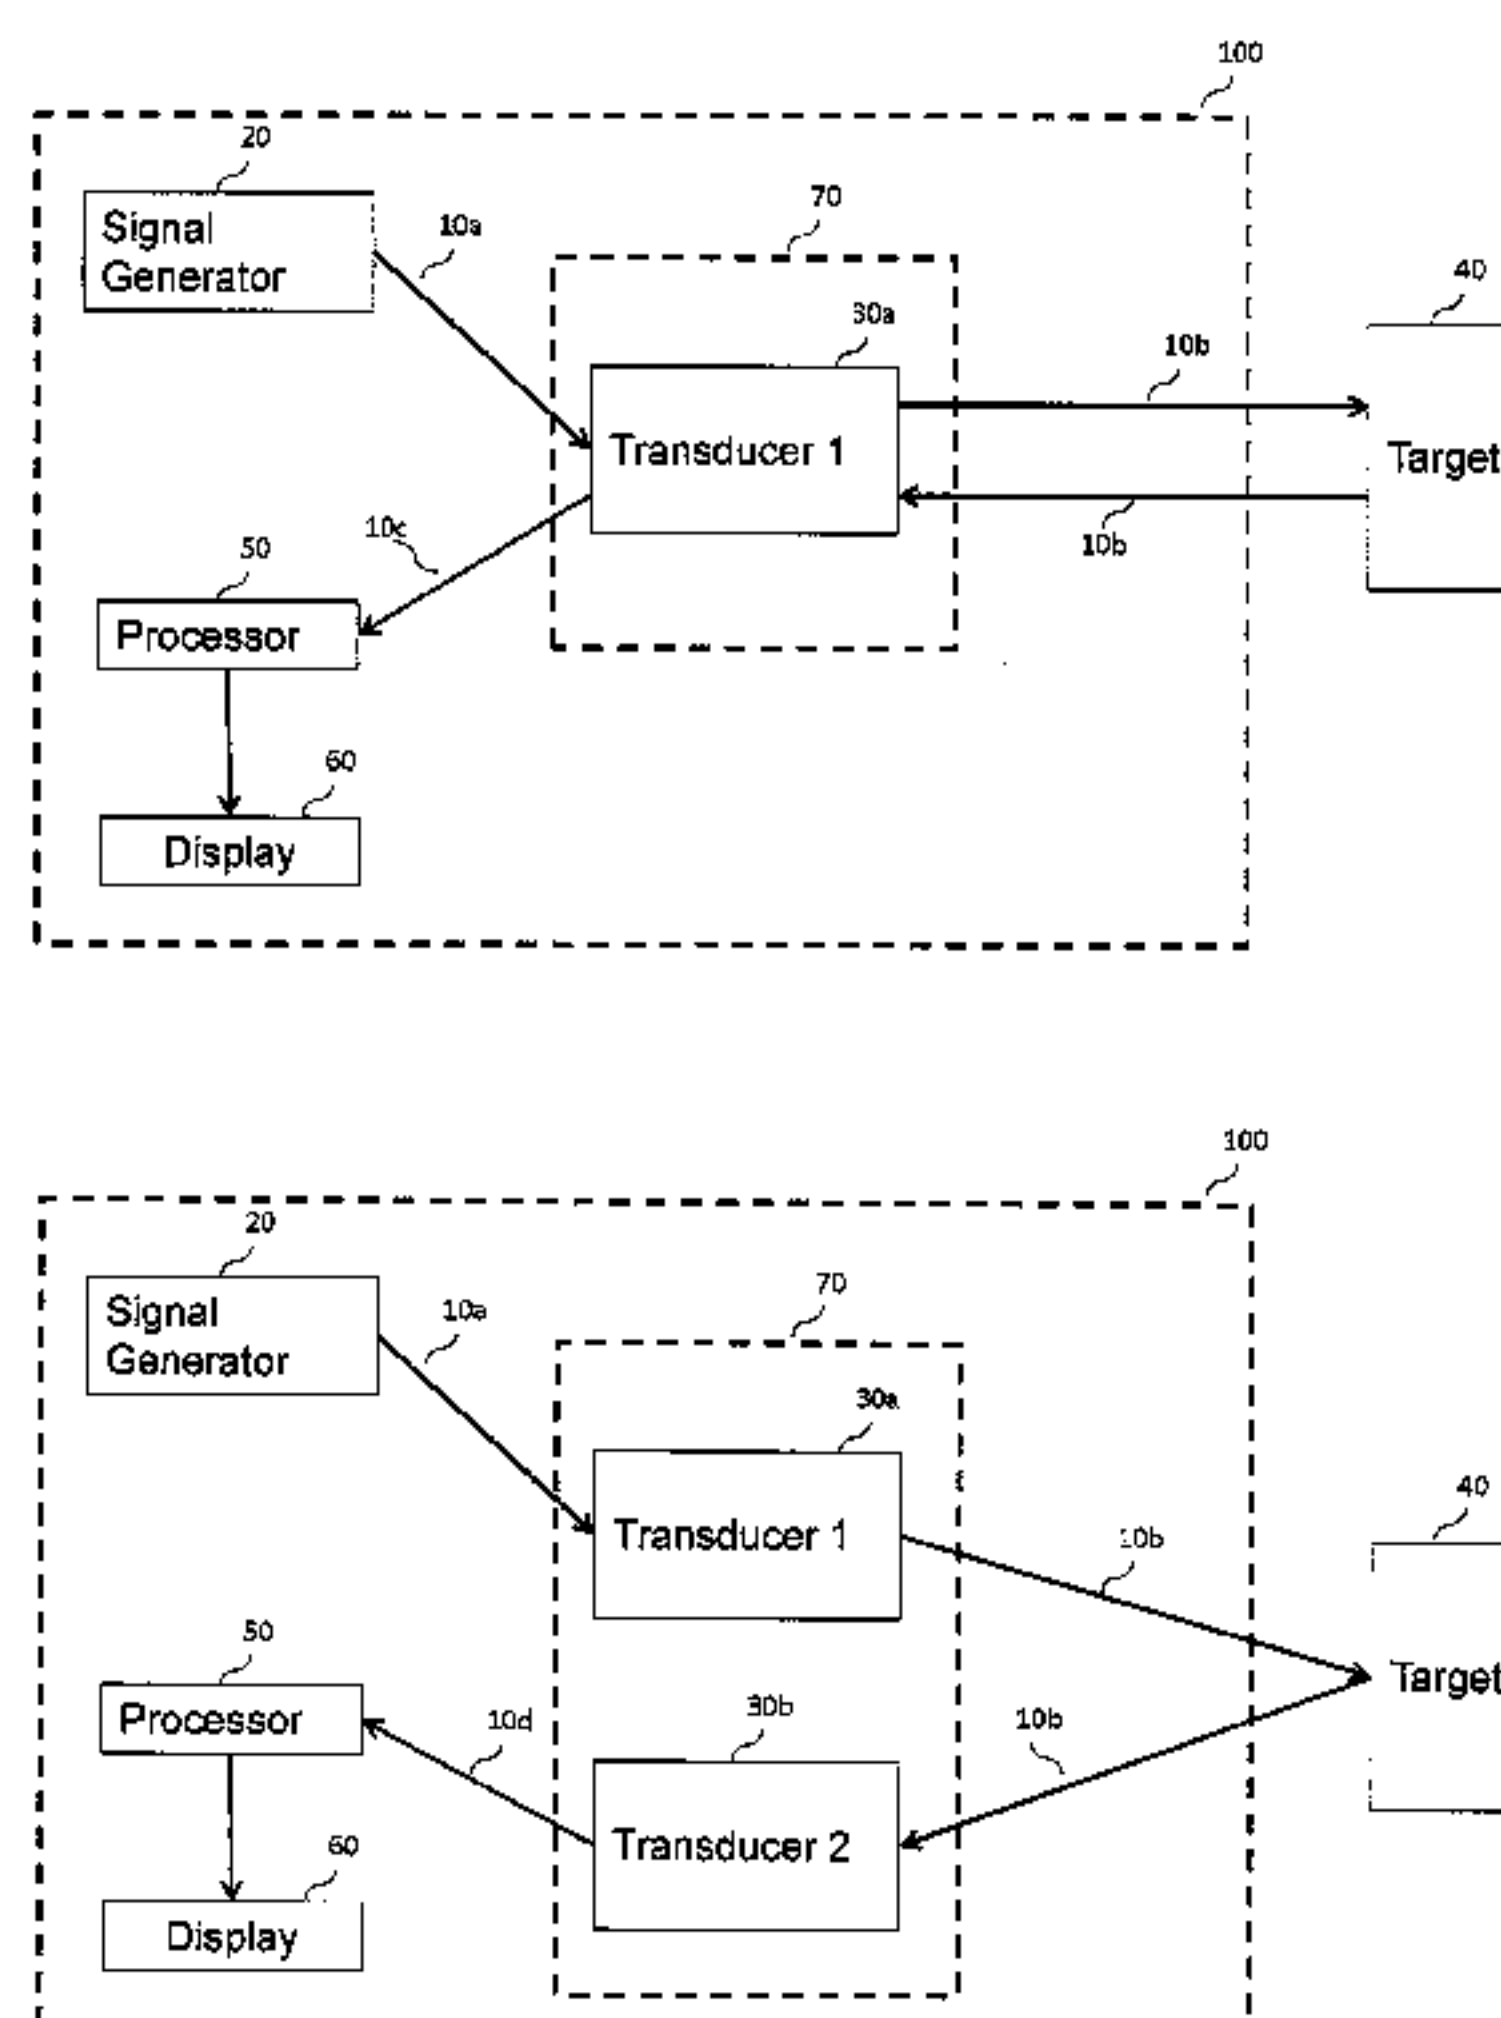 100
20
Signal
Generator
10a
70
30a
40
10b
Transducer 1
Target
10b
10c
50
Processor
60
Display
100
20
Signal
Generator
10a
70
30a
40
10b
Transducer 1
Target
50
Processor
10d
30b
10b
Transducer 2
60
Display